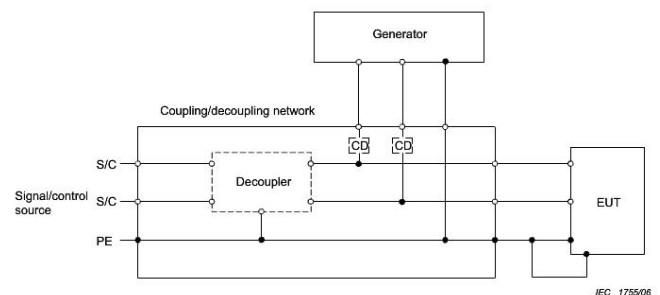 Generator
Coupling/decoupling network
CD CD
S/C
Decoupler
Signal/control
source
S/C
EUT
PE
IEC 1755/06